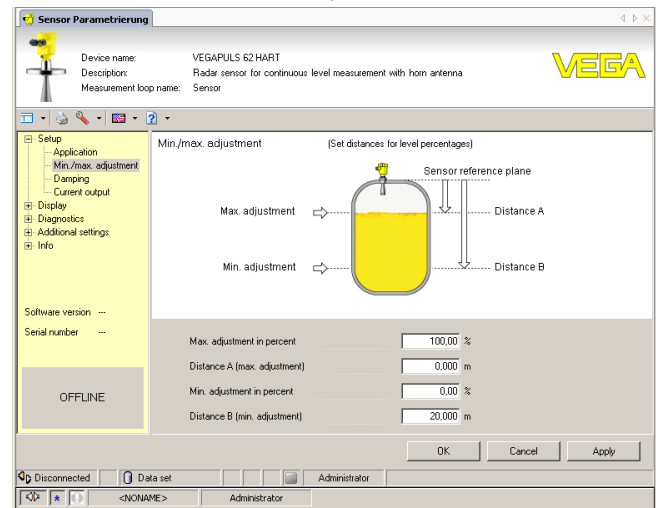 Sensor Parametrierung
Device name: VEGAPULS 62 HART
Description: Radar sensor for continuous level measurement with horn antenna
Measurement loop name: Sensor
VEGA
Setup
Application
Min./max. adjustment
Damping
Current output
Display
Diagnostics
Additional settings
Info
Software version ---
Serial number ---
OFFLINE
Min./max. adjustment (Set distances for level percentages)
Sensor reference plane
Max. adjustment Distance A
Min. adjustment Distance B
Max. adjustment in percent 100,00 %
Distance A (max. adjustment) 0,000 m
Min. adjustment in percent 0,00 %
Distance B (min. adjustment) 20,000 m
OK Cancel Apply
Disconnected Data set Administrator
<NONAME> Administrator